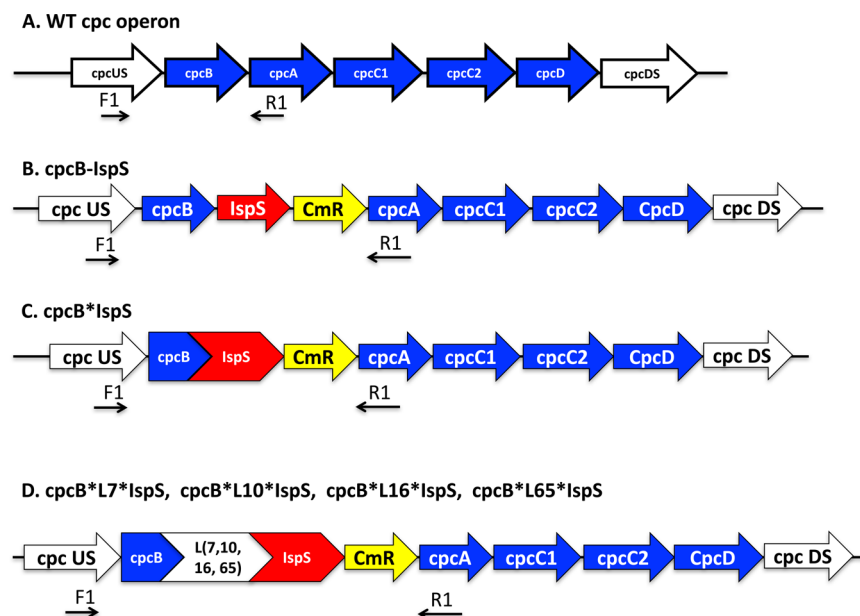 A. WT cpc operon
cpcUS cpcB cpcA cpcC1 cpcC2 cpcD cpcDS
F1 R1
B. cpcB-IspS
cpc US cpcB IspS CmR cpcA cpcC1 cpcC2 CpcD cpc DS
F1 R1
C. cpcB*IspS
cpc US cpcB IspS CmR cpcA cpcC1 cpcC2 CpcD cpc DS
F1 R1
D. cpcB*L7*IspS, cpcB*L10*IspS, cpcB*L16*IspS, cpcB*L65*IspS
cpc US cpcB L(7,10, IspS CmR cpcA cpcC1 cpcC2 CpcD cpc DS
16, 65)
F1 R1